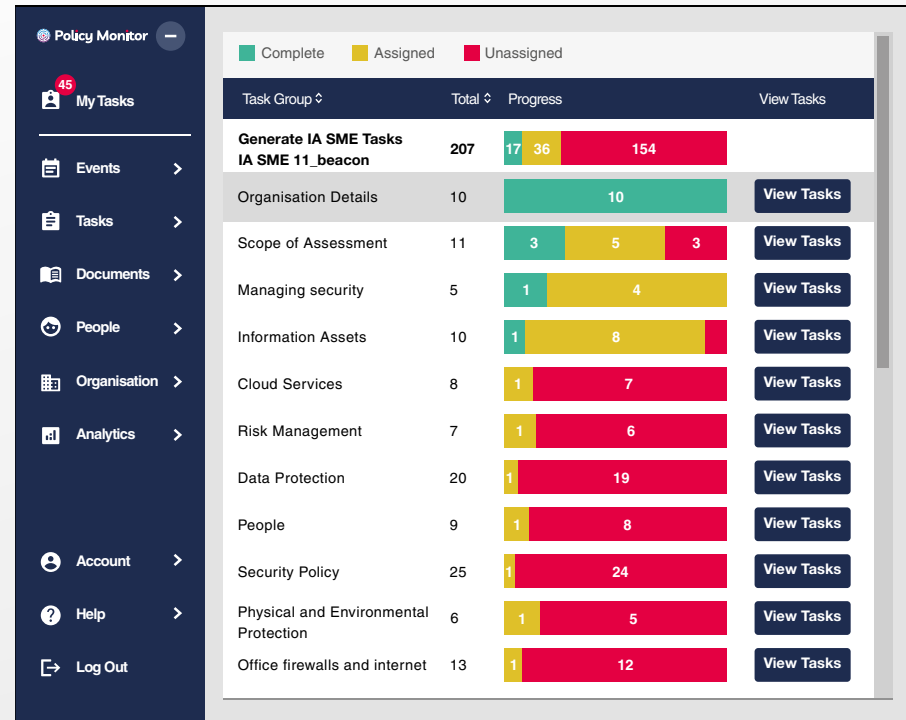 Policy Monitor
45
My Tasks
Events
Tasks
Documents
People
Organisation
Analytics
Account
Help
Log Out
Complete Assigned Unassigned
Task Group Total Progress View Tasks
Generate IA SME Tasks
IA SME 11_beacon 207 17 36 154
Organisation Details 10 10 View Tasks
Scope of Assessment 11 3 5 3 View Tasks
Managing security 5 1 4 View Tasks
Information Assets 10 1 8 View Tasks
Cloud Services 8 1 7 View Tasks
Risk Management 7 1 6 View Tasks
Data Protection 20 1 19 View Tasks
People 9 1 8 View Tasks
Security Policy 25 1 24 View Tasks
Physical and Environmental
Protection 6 1 5 View Tasks
Office firewalls and internet 13 1 12 View Tasks